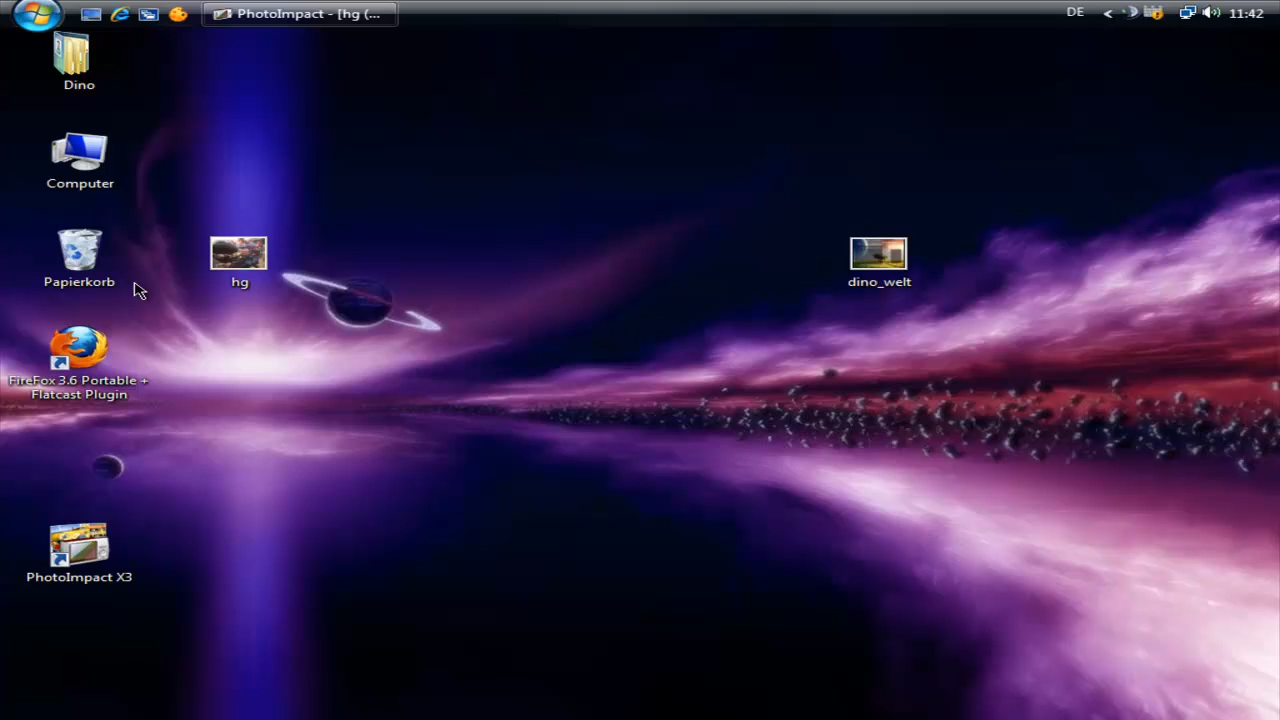 PhotoImpact - [hg (...
DE
<
11:42
Dino
Computer
Papierkorb
hg
dino_welt
FireFox 3.6 Portable +
Flatcast Plugin
PhotoImpact X3